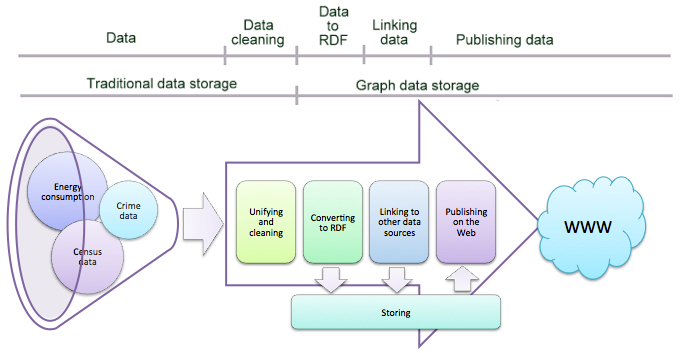 Data
Data
cleaning
Data
to
RDF
Linking
data
Publishing data
Traditional data storage
Graph data storage
Energy
consumption
Crime
data
Census
data
Unifying
and
cleaning
Converting
to RDF
Linking to
other data
sources
Publishing
on the
Web
WWW
Storing